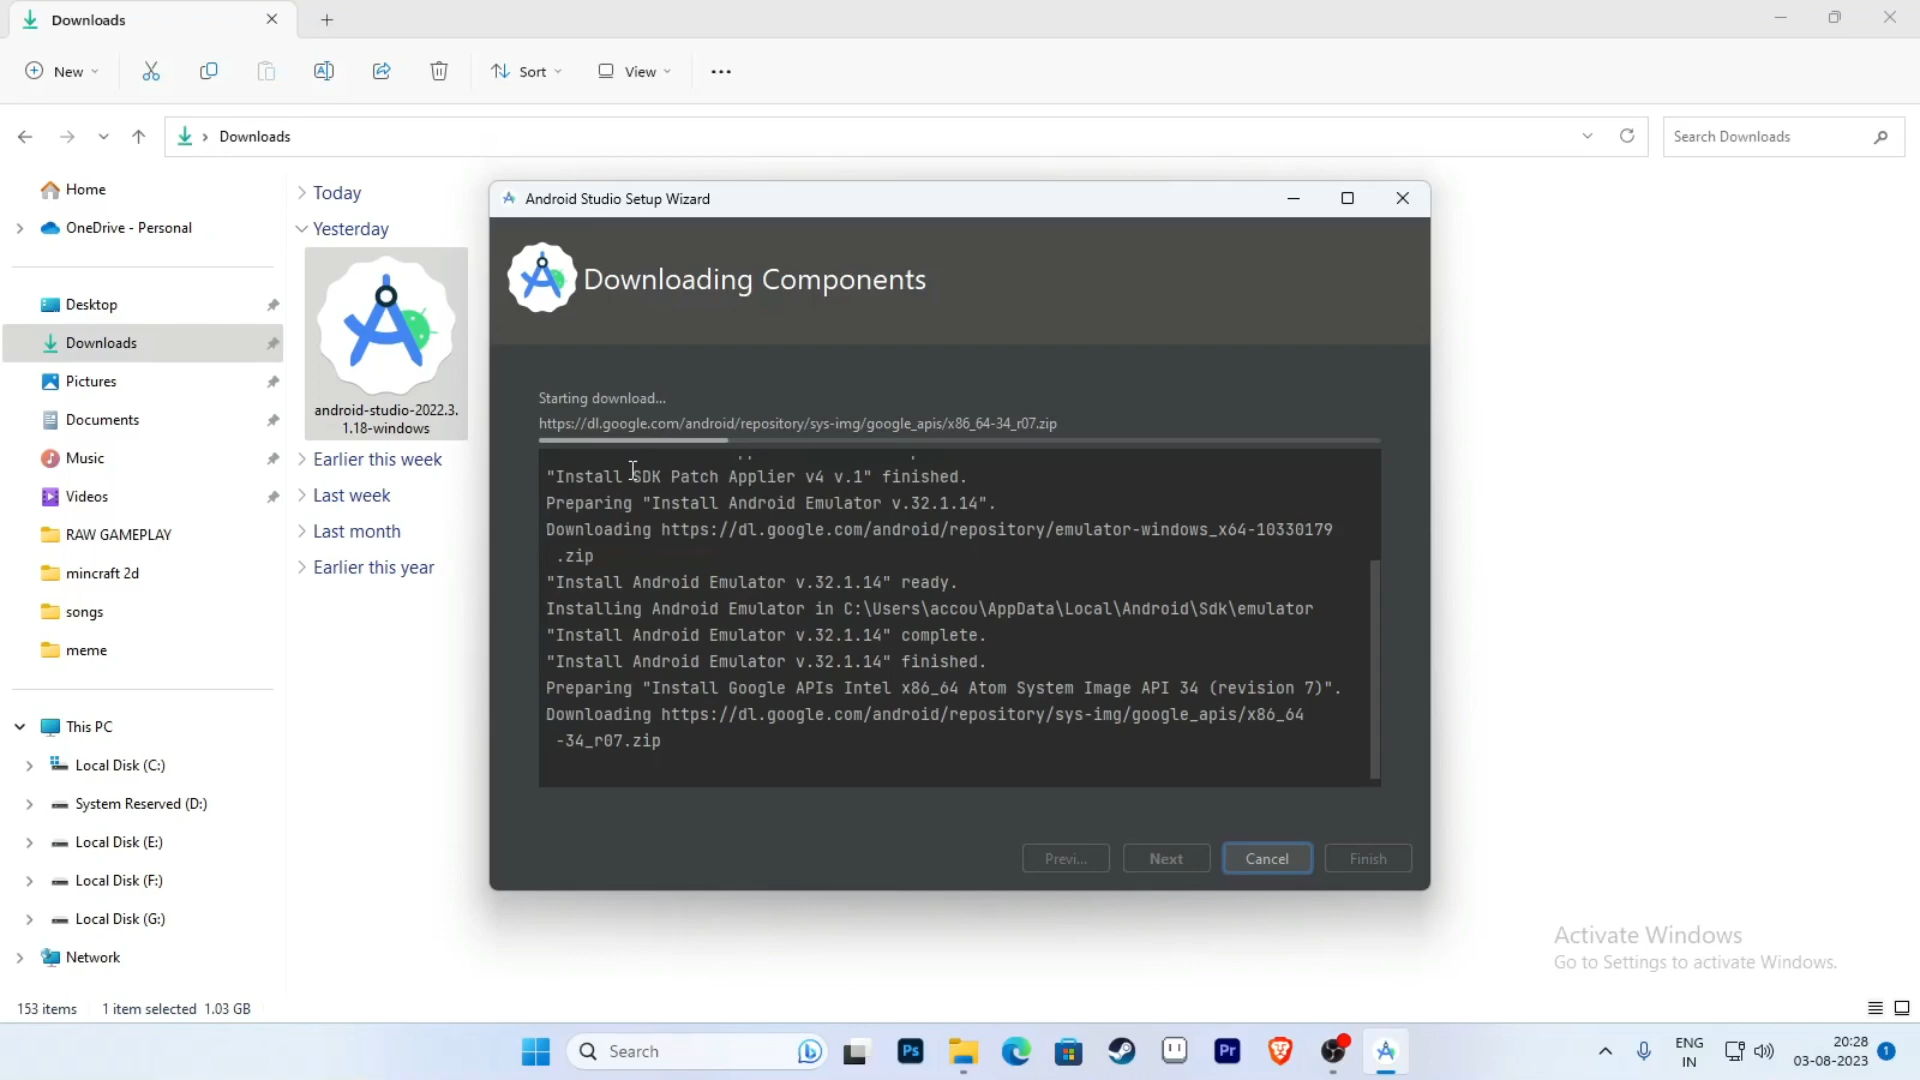 Downloads
New
Sort
View
Downloads
Search Downloads
Home
OneDrive - Personal
Desktop
Downloads
Pictures
Documents
Music
Videos
RAW GAMEPLAY
mincraft 2d
songs
meme
This PC
Local Disk (C:)
System Reserved (D:)
Local Disk (E:)
Local Disk (F:)
Local Disk (G:)
Network
Today
Yesterday
android-studio-2022.3.
1.18-windows
Earlier this week
Last week
Last month
Earlier this year
Android Studio Setup Wizard
Downloading Components
Starting download...
https://dl.google.com/android/repository/sys-img/google_apis/x86_64-34_r07.zip
"Install SDK Patch Applier v4 v.1" finished.
Preparing "Install Android Emulator v.32.1.14".
Downloading https://dl.google.com/android/repository/emulator-windows_x64-10330179
.zip
"Install Android Emulator v.32.1.14" ready.
Installing Android Emulator in C:\Users\accou\AppData\Local\Android\Sdk\emulator
"Install Android Emulator v.32.1.14" complete.
"Install Android Emulator v.32.1.14" finished.
Preparing "Install Google APIs Intel x86_64 Atom System Image API 34 (revision 7)".
Downloading https://dl.google.com/android/repository/sys-img/google_apis/x86_64
-34_r07.zip
Previ...
Next
Cancel
Finish
Activate Windows
Go to Settings to activate Windows.
153 items
1 item selected 1.03 GB
Search
Ps
Pr
ENG
IN
20:28
03-08-2023
1